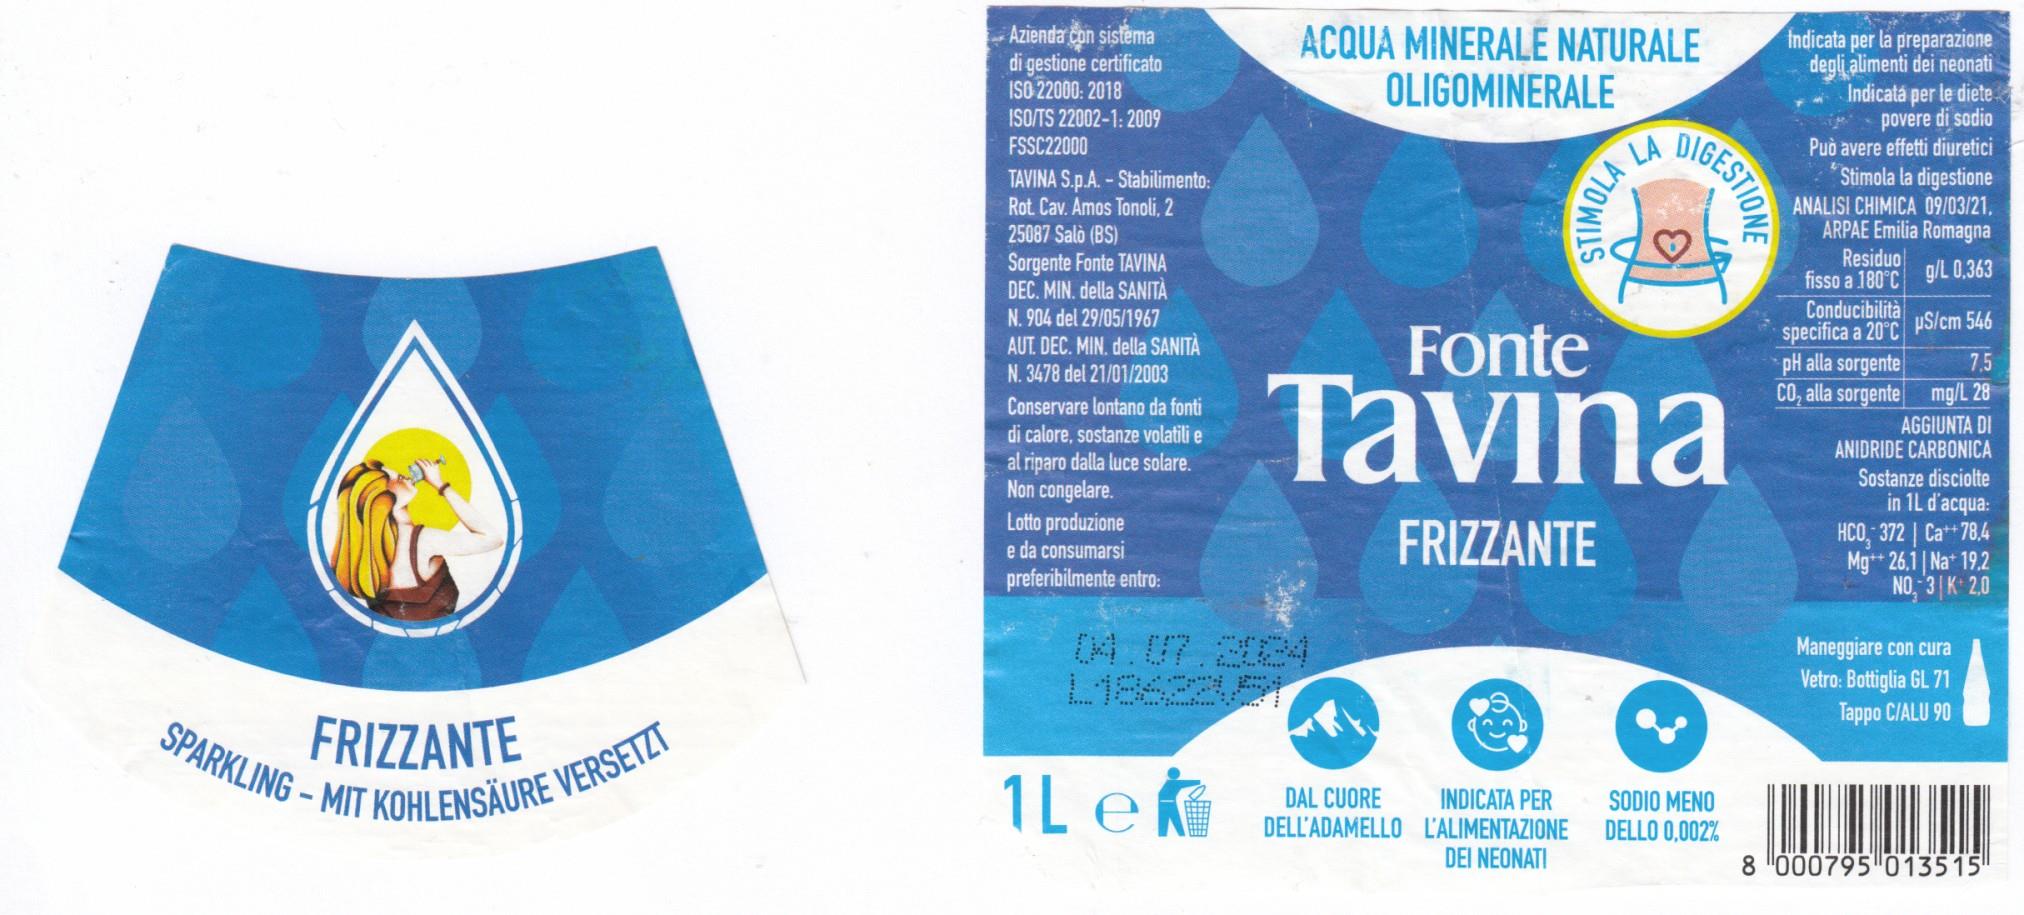 FRIZZANTE
SPARKLING – MIT KOHLENSÄURE VERSETZT
Azienda con sistema
di gestione certificato
ISO 22000: 2018
ISO/TS 22002-1: 2009
FSSC22000
TAVINA S.p.A. - Stabilimento:
Rot. Cav. Amos Tonoli, 2
25087 Salò (BS)
Sorgente Fonte TAVINA
DEC. MIN. della SANITÀ
N. 904 del 29/05/1967
AUT. DEC. MIN. della SANITÀ
N. 3478 del 21/01/2003
Conservare lontano da fonti
di calore, sostanze volatili e
al riparo dalla luce solare.
Non congelare.
Lotto produzione
e da consumarsi
preferibilmente entro:
04.07.2024
L18622V51
1L e
ACQUA MINERALE NATURALE
OLIGOMINERALE
STIMOLA LA DIGESTIONE
Fonte
Tavina
FRIZZANTE
DAL CUORE
DELL'ADAMELLO
INDICATA PER
L'ALIMENTAZIONE
DEI NEONATI
SODIO MENO
DELLO 0,002%
Indicata per la preparazione
degli alimenti dei neonati
Indicata per le diete
povere di sodio
Può avere effetti diuretici
Stimola la digestione
ANALISI CHIMICA 09/03/21,
ARPAE Emilia Romagna
Residuo
fisso a 180°C g/L 0,363
Conducibilità
specifica a 20°C µS/cm 546
pH alla sorgente 7,5
CO₂ alla sorgente mg/L 28
AGGIUNTA DI
ANIDRIDE CARBONICA
Sostanze disciolte
in 1L d'acqua:
HCO₃⁻ 372 | Ca⁺⁺ 78,4
Mg⁺⁺ 26,1 | Na⁺ 19,2
NO₃⁻ 3 | K⁺ 2,0
Maneggiare con cura
Vetro: Bottiglia GL 71
Tappo C/ALU 90
8 000795 013515